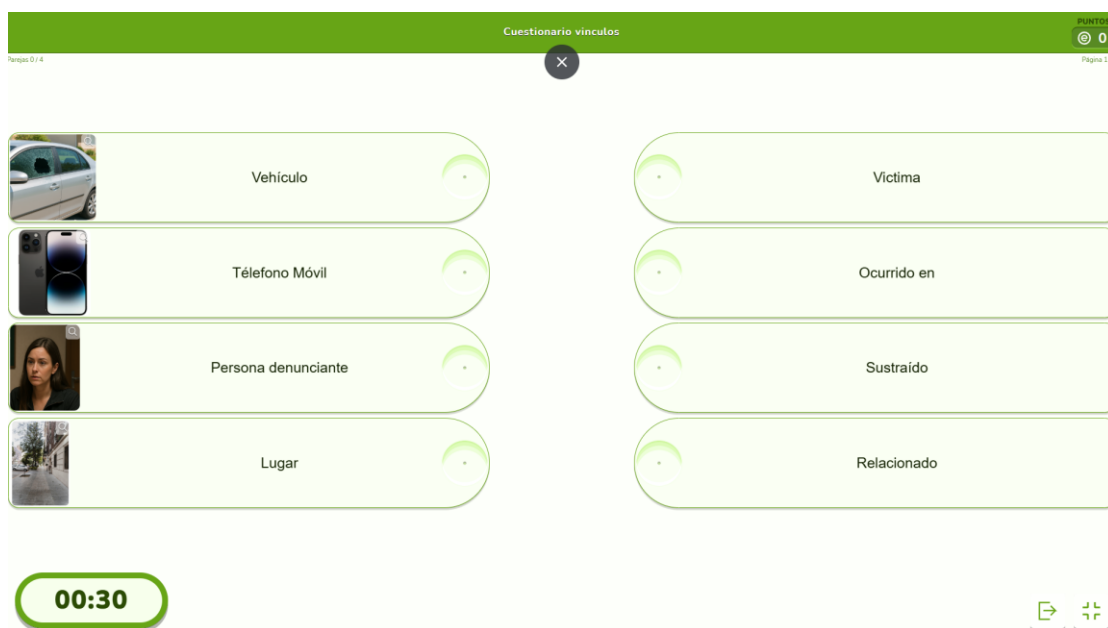 Cuestionario vinculos
PUNTOS
0
Parejas 0 / 4
Página 1
Vehículo
Victima
Télefono Móvil
Ocurrido en
Persona denunciante
Sustraído
Lugar
Relacionado
00:30